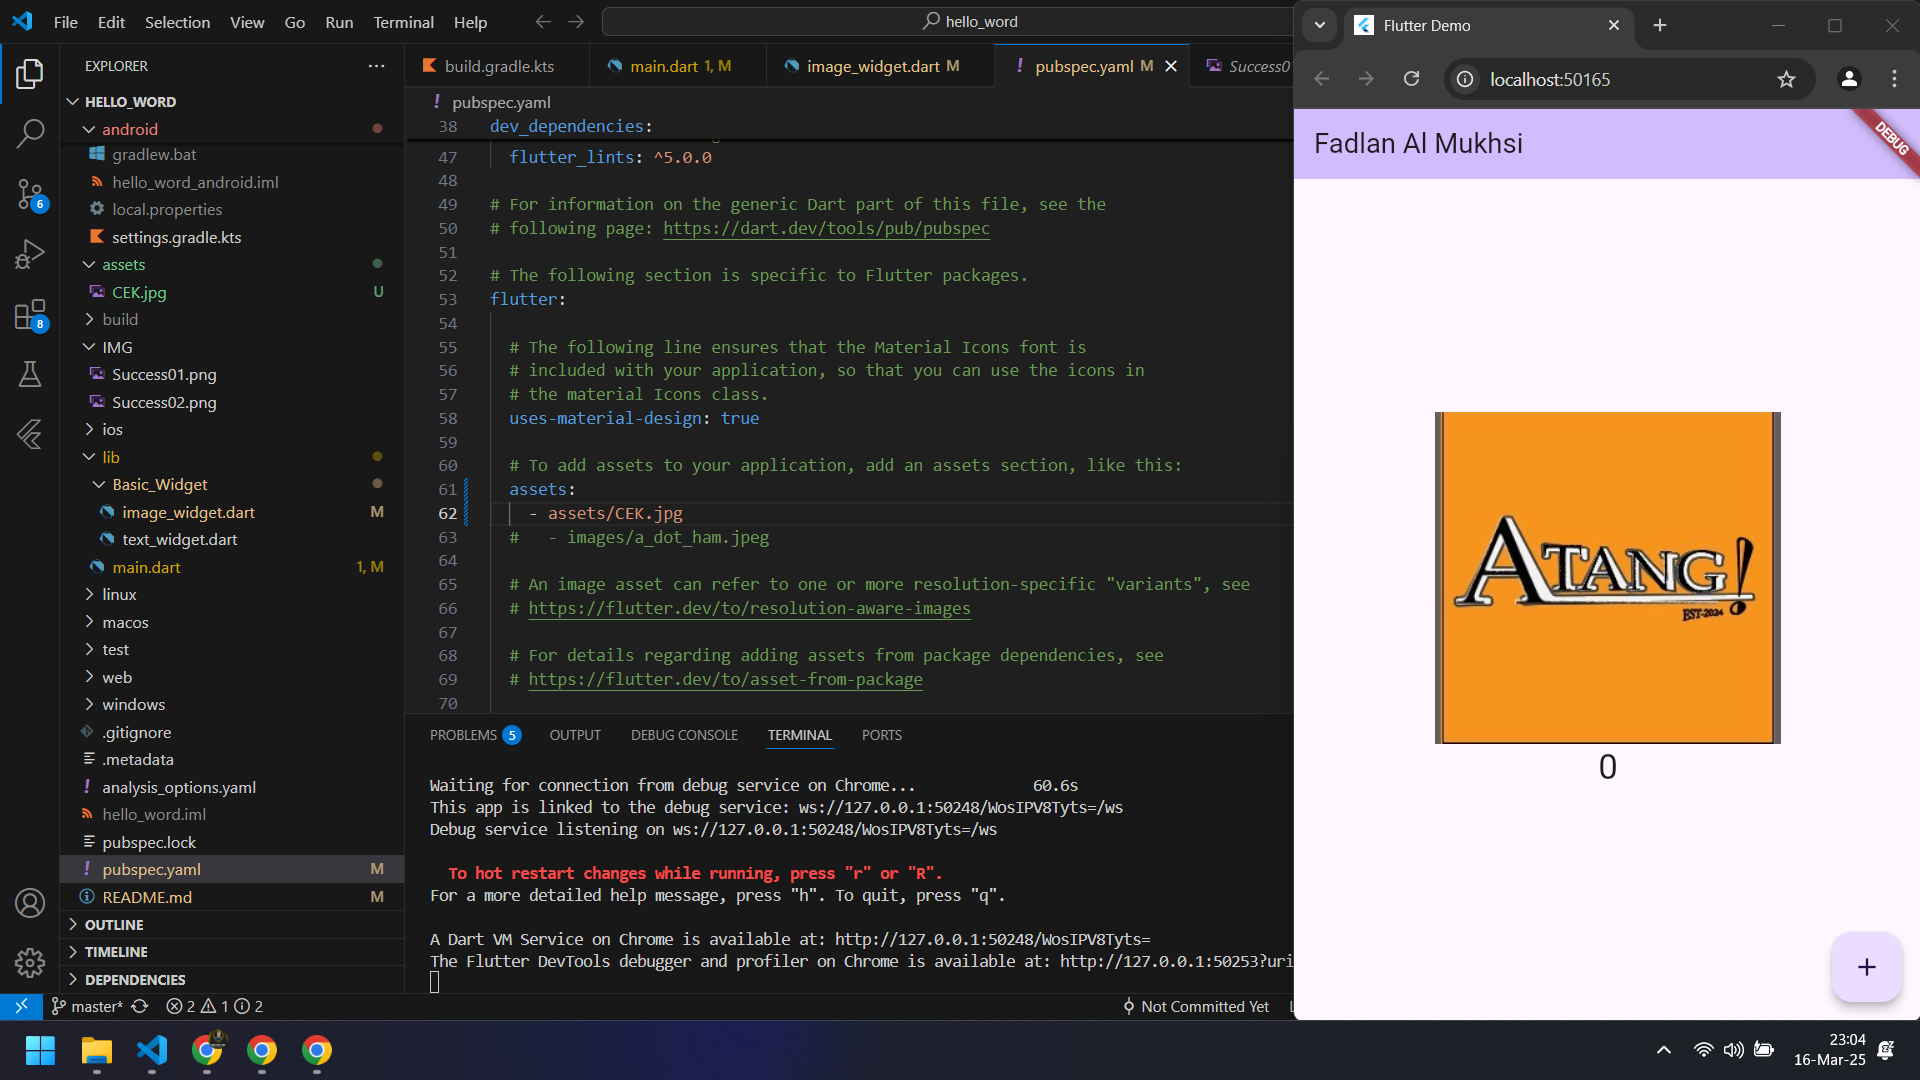 File Edit Selection View Go Run Terminal Help
hello_word
EXPLORER
HELLO_WORD
android
gradlew.bat
hello_word_android.iml
local.properties
settings.gradle.kts
assets
CEK.jpg U
build
IMG
Success01.png
Success02.png
ios
lib
Basic_Widget
image_widget.dart M
text_widget.dart
main.dart 1, M
linux
macos
test
web
windows
.gitignore
.metadata
analysis_options.yaml
hello_word.iml
pubspec.lock
pubspec.yaml M
README.md M
OUTLINE
TIMELINE
DEPENDENCIES
6
8
build.gradle.kts main.dart 1, M image_widget.dart M pubspec.yaml M Success0
pubspec.yaml
38 dev_dependencies:
47 flutter_lints: ^5.0.0
48
49 # For information on the generic Dart part of this file, see the
50 # following page: https://dart.dev/tools/pub/pubspec
51
52 # The following section is specific to Flutter packages.
53 flutter:
54
55 # The following line ensures that the Material Icons font is
56 # included with your application, so that you can use the icons in
57 # the material Icons class.
58 uses-material-design: true
59
60 # To add assets to your application, add an assets section, like this:
61 assets:
62 - assets/CEK.jpg
63 # - images/a_dot_ham.jpeg
64
65 # An image asset can refer to one or more resolution-specific "variants", see
66 # https://flutter.dev/to/resolution-aware-images
67
68 # For details regarding adding assets from package dependencies, see
69 # https://flutter.dev/to/asset-from-package
70
PROBLEMS 5 OUTPUT DEBUG CONSOLE TERMINAL PORTS
Waiting for connection from debug service on Chrome... 60.6s
This app is linked to the debug service: ws://127.0.0.1:50248/WosIPV8Tyts=/ws
Debug service listening on ws://127.0.0.1:50248/WosIPV8Tyts=/ws
To hot restart changes while running, press "r" or "R".
For a more detailed help message, press "h". To quit, press "q".
A Dart VM Service on Chrome is available at: http://127.0.0.1:50248/WosIPV8Tyts=
The Flutter DevTools debugger and profiler on Chrome is available at: http://127.0.0.1:50253?uri
master* 2 1 2
Not Committed Yet
Flutter Demo
localhost:50165
Fadlan Al Mukhsi
DEBUG
ATANG!
EST-2024
0
+
23:04
16-Mar-25